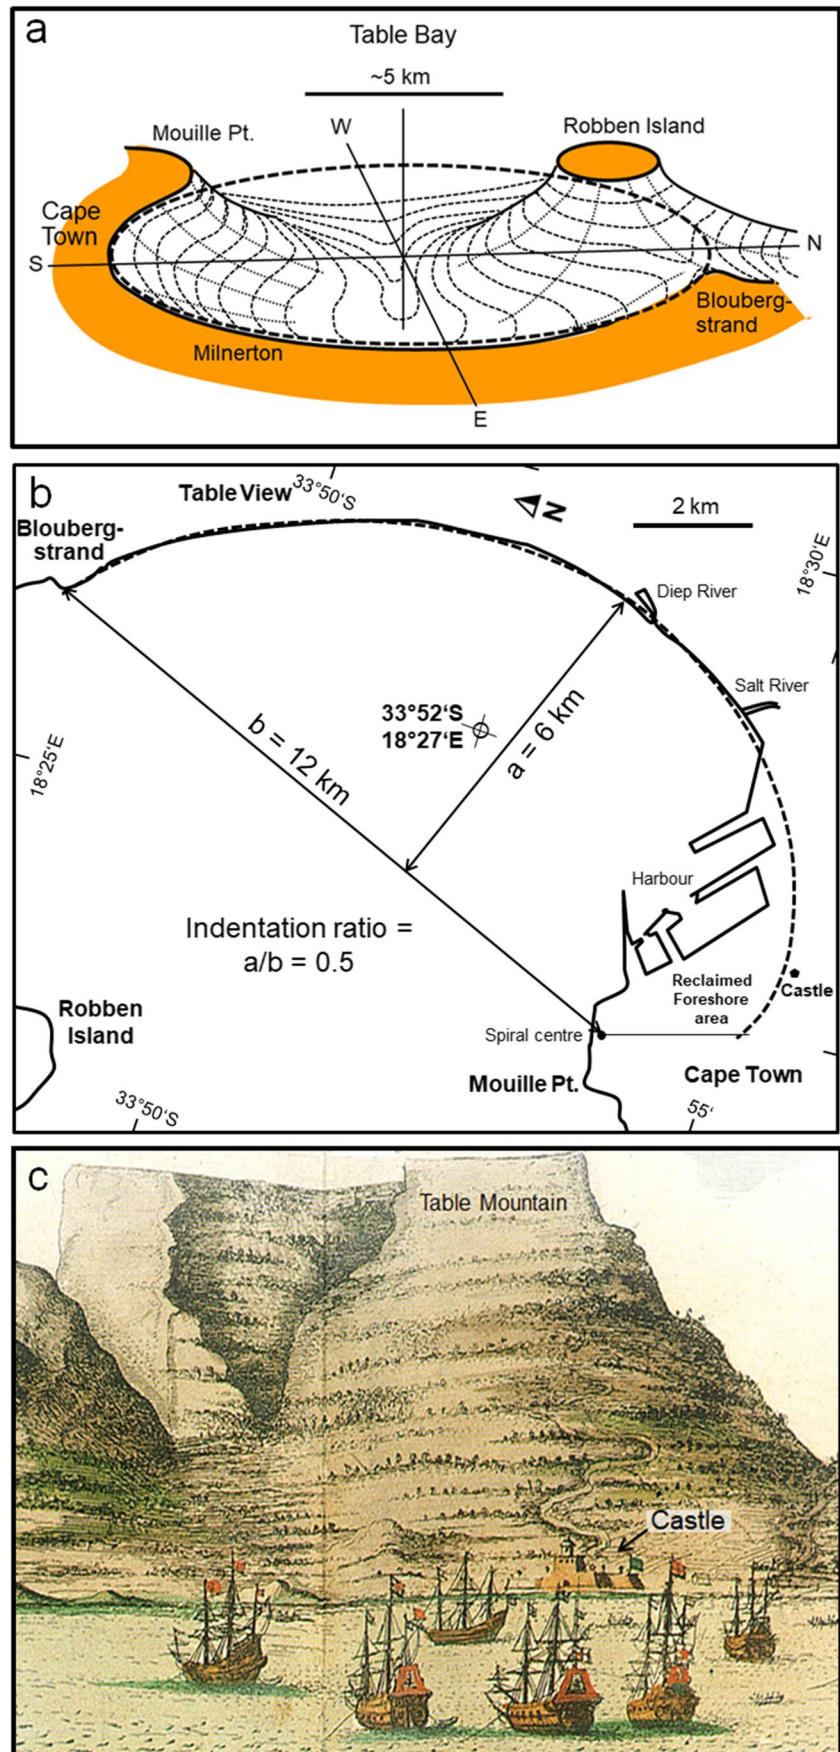 a
Table Bay
~5 km
W
Mouille Pt.
Robben Island
Cape
Town
S
N
Blouberg-
strand
Milnerton
E
b
Table View
33°50‘S
N
2 km
Blouberg-
strand
18°30‘E
Diep River
Salt River
33°52‘S
18°27‘E
18°25‘E
b = 12 km
a = 6 km
Harbour
Indentation ratio =
a/b = 0.5
Reclaimed
Foreshore
area
Castle
Robben
Island
Spiral centre
Mouille Pt.
Cape Town
33°50‘S
55‘
c
Table Mountain
Castle